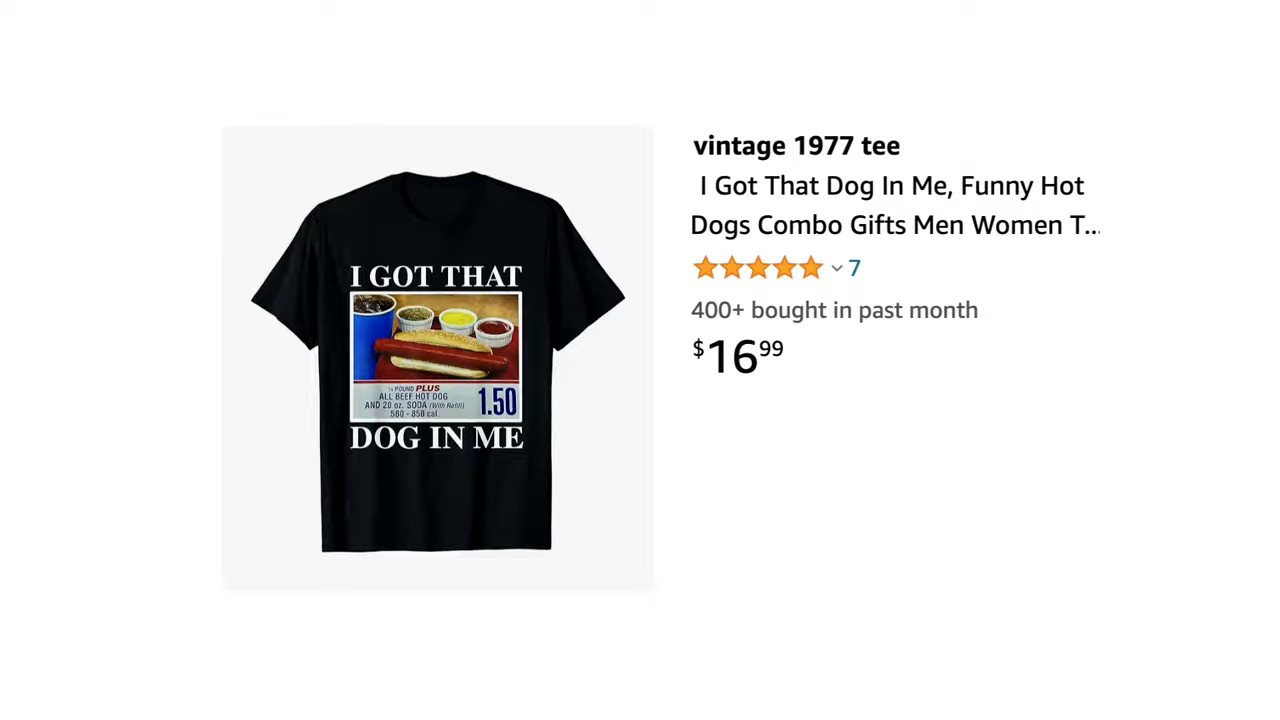 I GOT THAT
¼ POUND PLUS
ALL BEEF HOT DOG
AND 20 oz. SODA (With Refill)
580 - 850 cal.
1.50
DOG IN ME
vintage 1977 tee
I Got That Dog In Me, Funny Hot
Dogs Combo Gifts Men Women T...
7
400+ bought in past month
$16 99